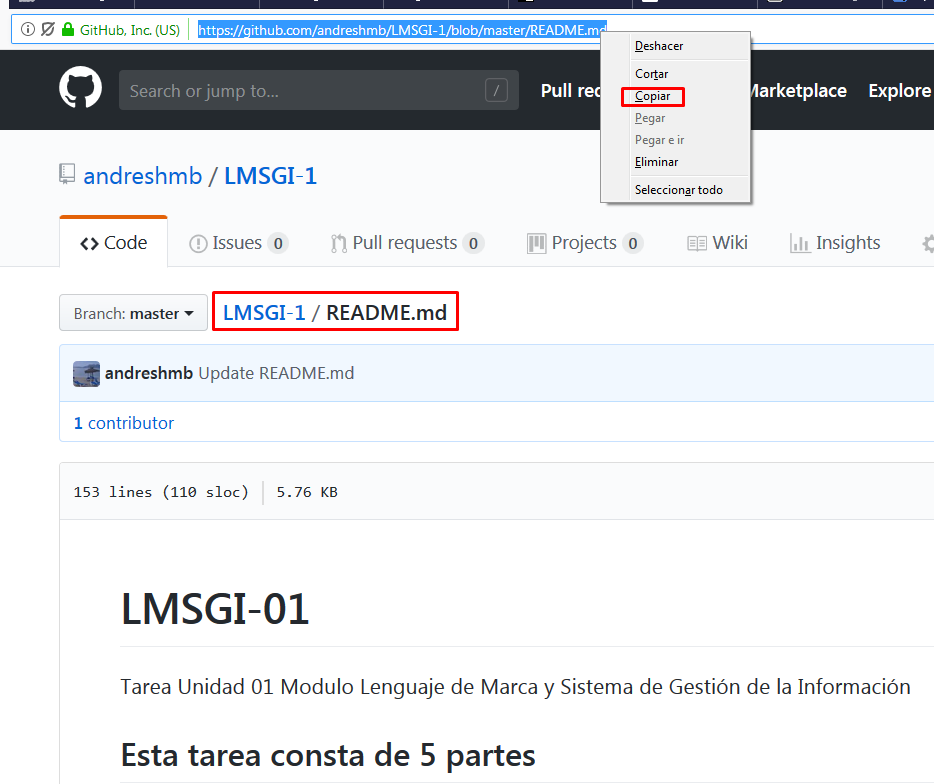 GitHub, Inc. (US) https://github.com/andreshmb/LMSGI-1/blob/master/README.md
Deshacer
Cortar
Copiar
Pegar
Pegar e ir
Eliminar
Seleccionar todo
Search or jump to... /
Marketplace Explore
andreshmb / LMSGI-1
Code Issues 0 Pull requests 0 Projects 0 Wiki Insights
Branch: master LMSGI-1 / README.md
andreshmb Update README.md
1 contributor
153 lines (110 sloc) 5.76 KB
LMSGI-01
Tarea Unidad 01 Modulo Lenguaje de Marca y Sistema de Gestión de la Información
Esta tarea consta de 5 partes